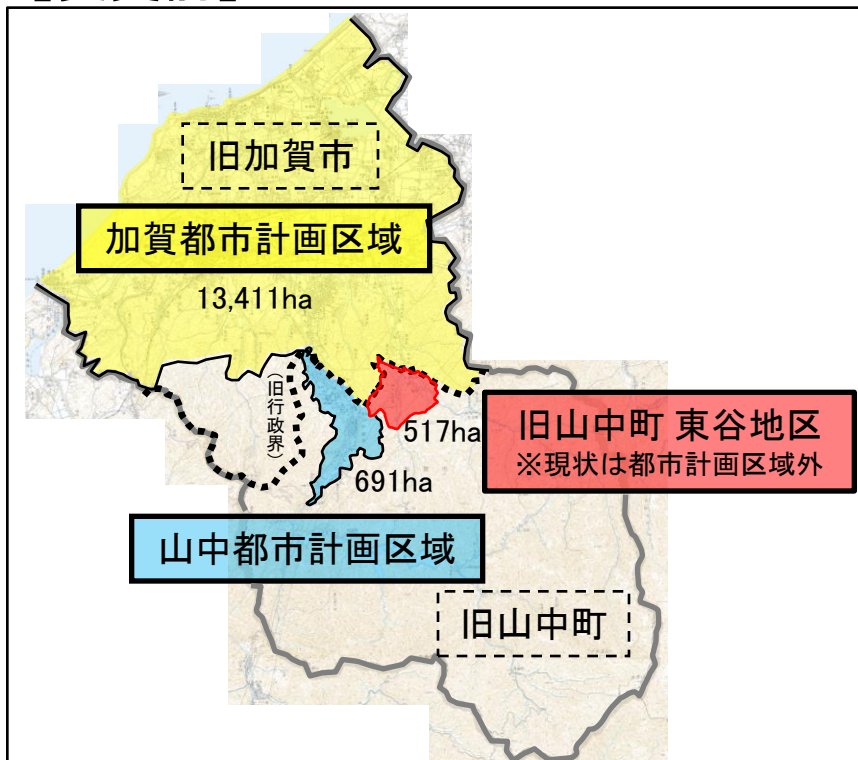 旧加賀市
加賀都市計画区域
13,411ha
(旧行政界)
517ha
旧山中町 東谷地区
※現状は都市計画区域外
691ha
山中都市計画区域
旧山中町